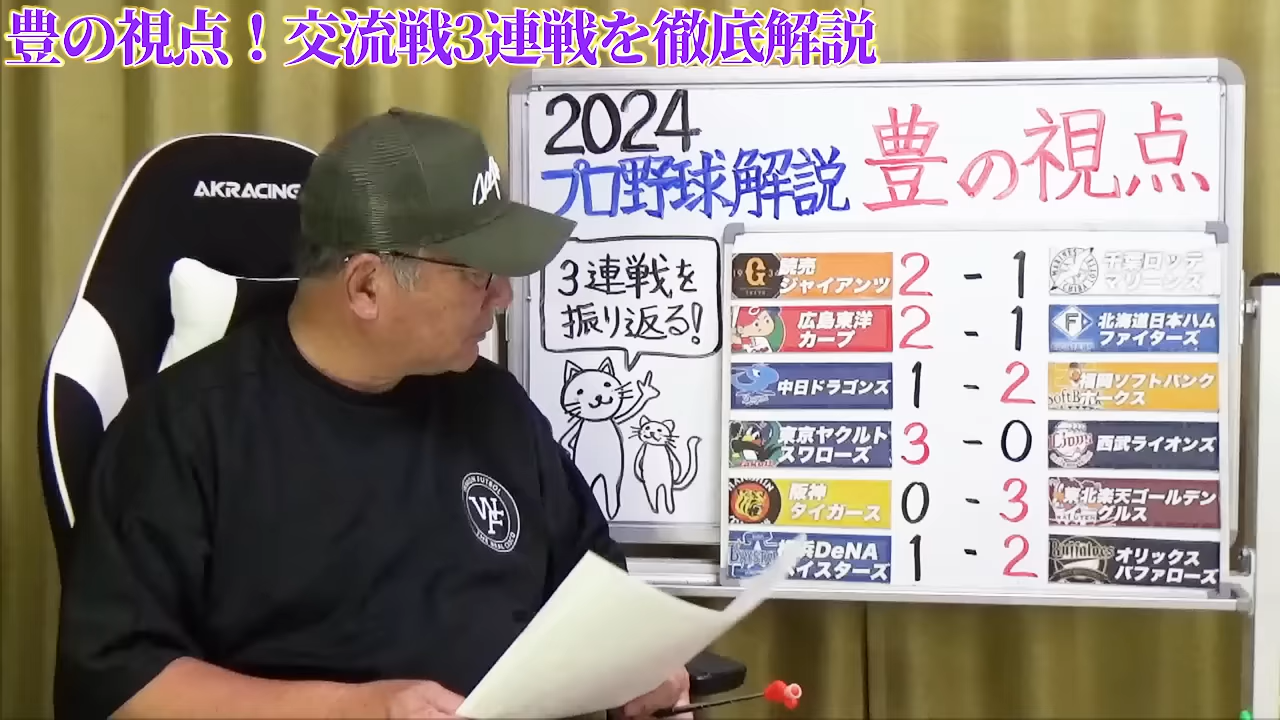 豊の視点！交流戦3連戦を徹底解説
2024
プロ野球解説 豊の視点
AKRACING
3連戦を
振り返る!
読売
ジャイアンツ 2 - 1 千葉ロッテ
マリーンズ
広島東洋
カープ 2 - 1 北海道日本ハム
ファイターズ
中日ドラゴンズ 1 - 2 福岡ソフトバンク
ホークス
東京ヤクルト
スワローズ 3 - 0 西武ライオンズ
阪神
タイガース 0 - 3 東北楽天ゴールデン
イーグルス
横浜DeNA
ベイスターズ 1 - 2 オリックス
バファローズ
WF